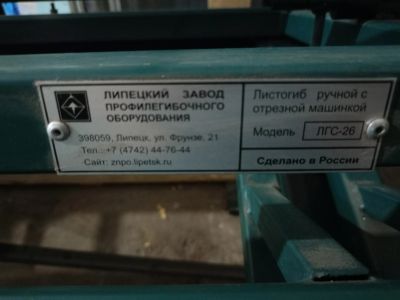 ЛИПЕЦКИЙ ЗАВОД
ПРОФИЛЕГИБОЧНОГО
ОБОРУДОВАНИЯ
398059, Липецк, ул. Фрунзе, 21
Тел.: +7 (4742) 44-76-44
Сайт: znpo.lipetsk.ru
Листогиб ручной с
отрезной машинкой
Модель ЛГС-26
Сделано в России